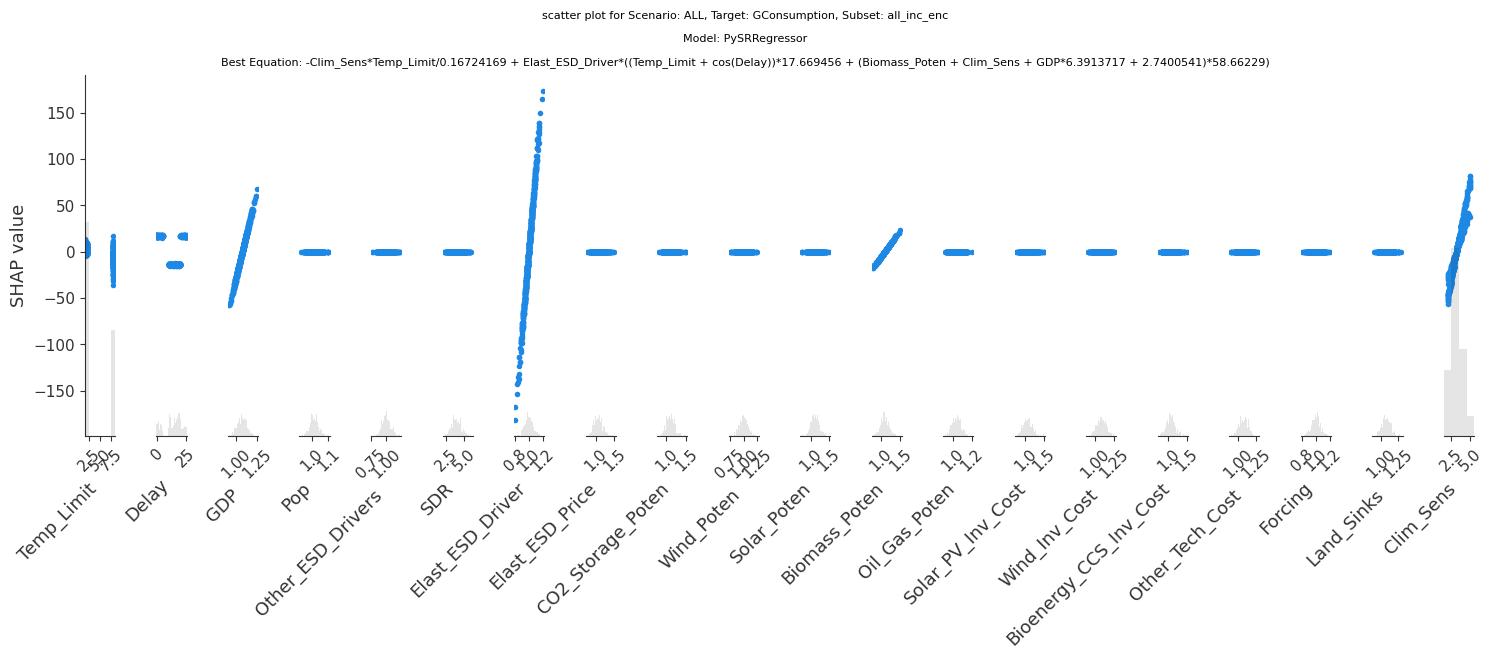 scatter plot for Scenario: ALL, Target: GConsumption, Subset: all_inc_enc
Model: PySRRegressor
Best Equation: -Clim_Sens*Temp_Limit/0.16724169 + Elast_ESD_Driver*((Temp_Limit + cos(Delay))*17.669456 + (Biomass_Poten + Clim_Sens + GDP*6.3913717 + 2.7400541)*58.66229)
SHAP value
150
100
50
0
−50
−100
−150
2.5 5.0 7.5
0 25
1.00 1.25
1.0 1.1
0.75 1.00
2.5 5.0
0.8 1.0 1.2
1.0 1.5
1.0 1.5
0.75 1.00 1.25
1.0 1.5
1.0 1.5
1.0 1.2
1.0 1.5
1.00 1.25
1.0 1.5
1.00 1.25
0.8 1.0 1.2
1.00 1.25
2.5 5.0
Temp_Limit
Delay
GDP
Pop
Other_ESD_Drivers
SDR
Elast_ESD_Driver
Elast_ESD_Price
CO2_Storage_Poten
Wind_Poten
Solar_Poten
Biomass_Poten
Oil_Gas_Poten
Solar_PV_Inv_Cost
Wind_Inv_Cost
Bioenergy_CCS_Inv_Cost
Other_Tech_Cost
Forcing
Land_Sinks
Clim_Sens